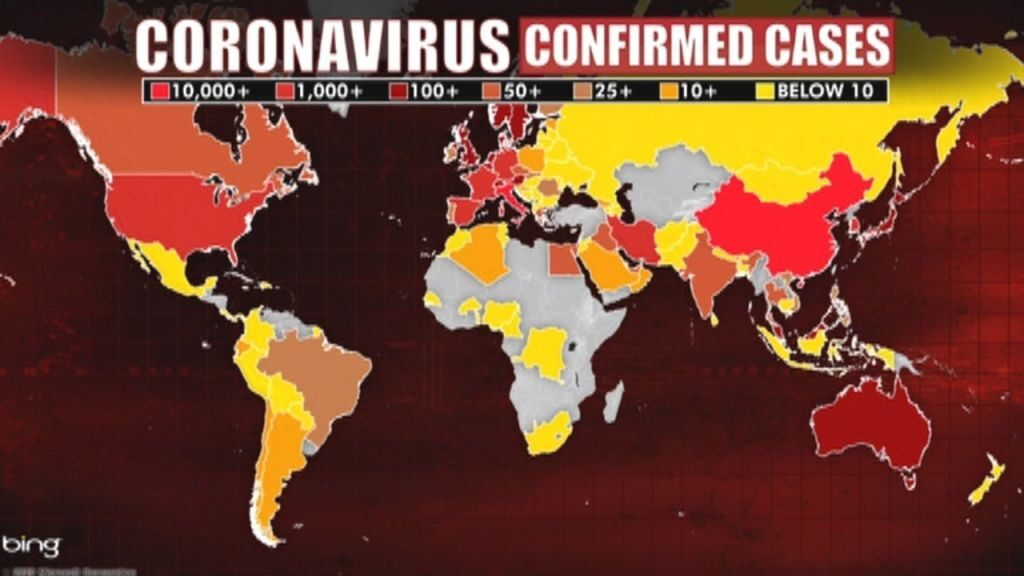 CORONAVIRUS CONFIRMED CASES
10,000+ 1,000+ 100+ 50+ 25+ 10+ BELOW 10
bing